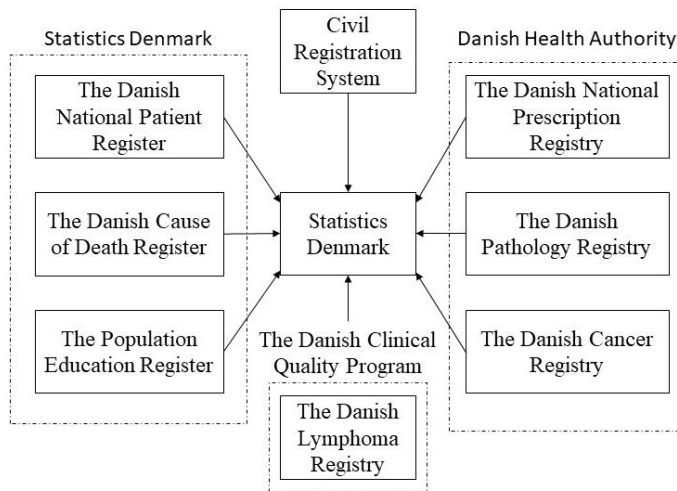 Statistics Denmark
The Danish
National Patient
Register
The Danish Cause
of Death Register
The Population
Education Register
Civil
Registration
System
Statistics
Denmark
The Danish Clinical
Quality Program
The Danish
Lymphoma
Registry
Danish Health Authority
The Danish National
Prescription
Registry
The Danish
Pathology Registry
The Danish Cancer
Registry